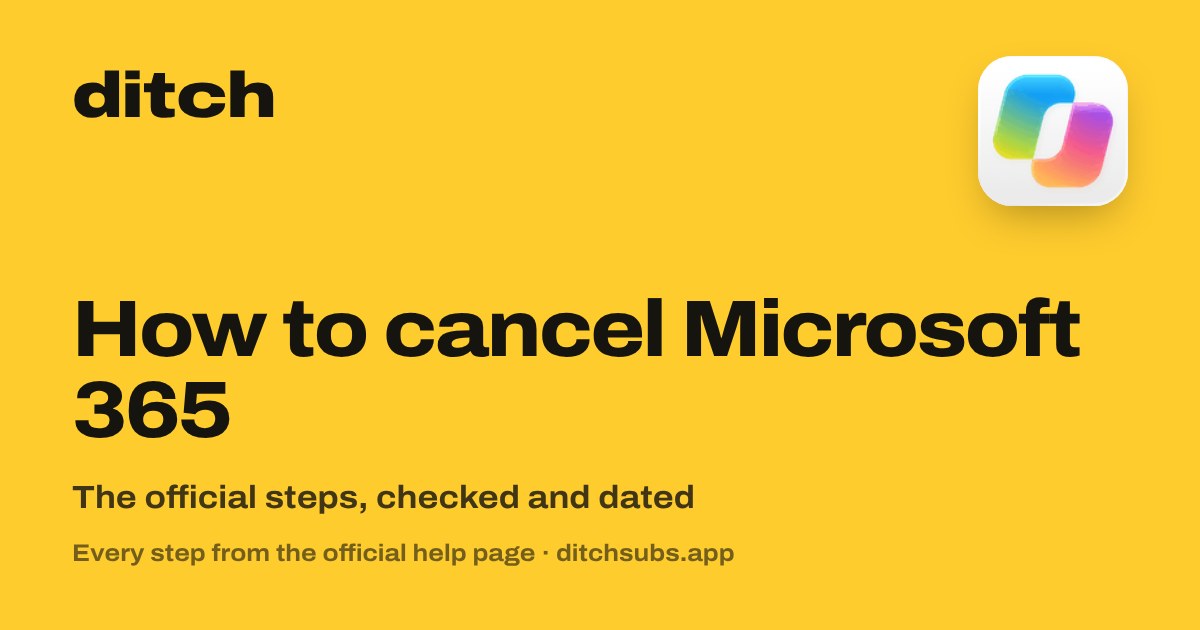 ditch
How to cancel Microsoft
365
The official steps, checked and dated
Every step from the official help page · ditchsubs.app